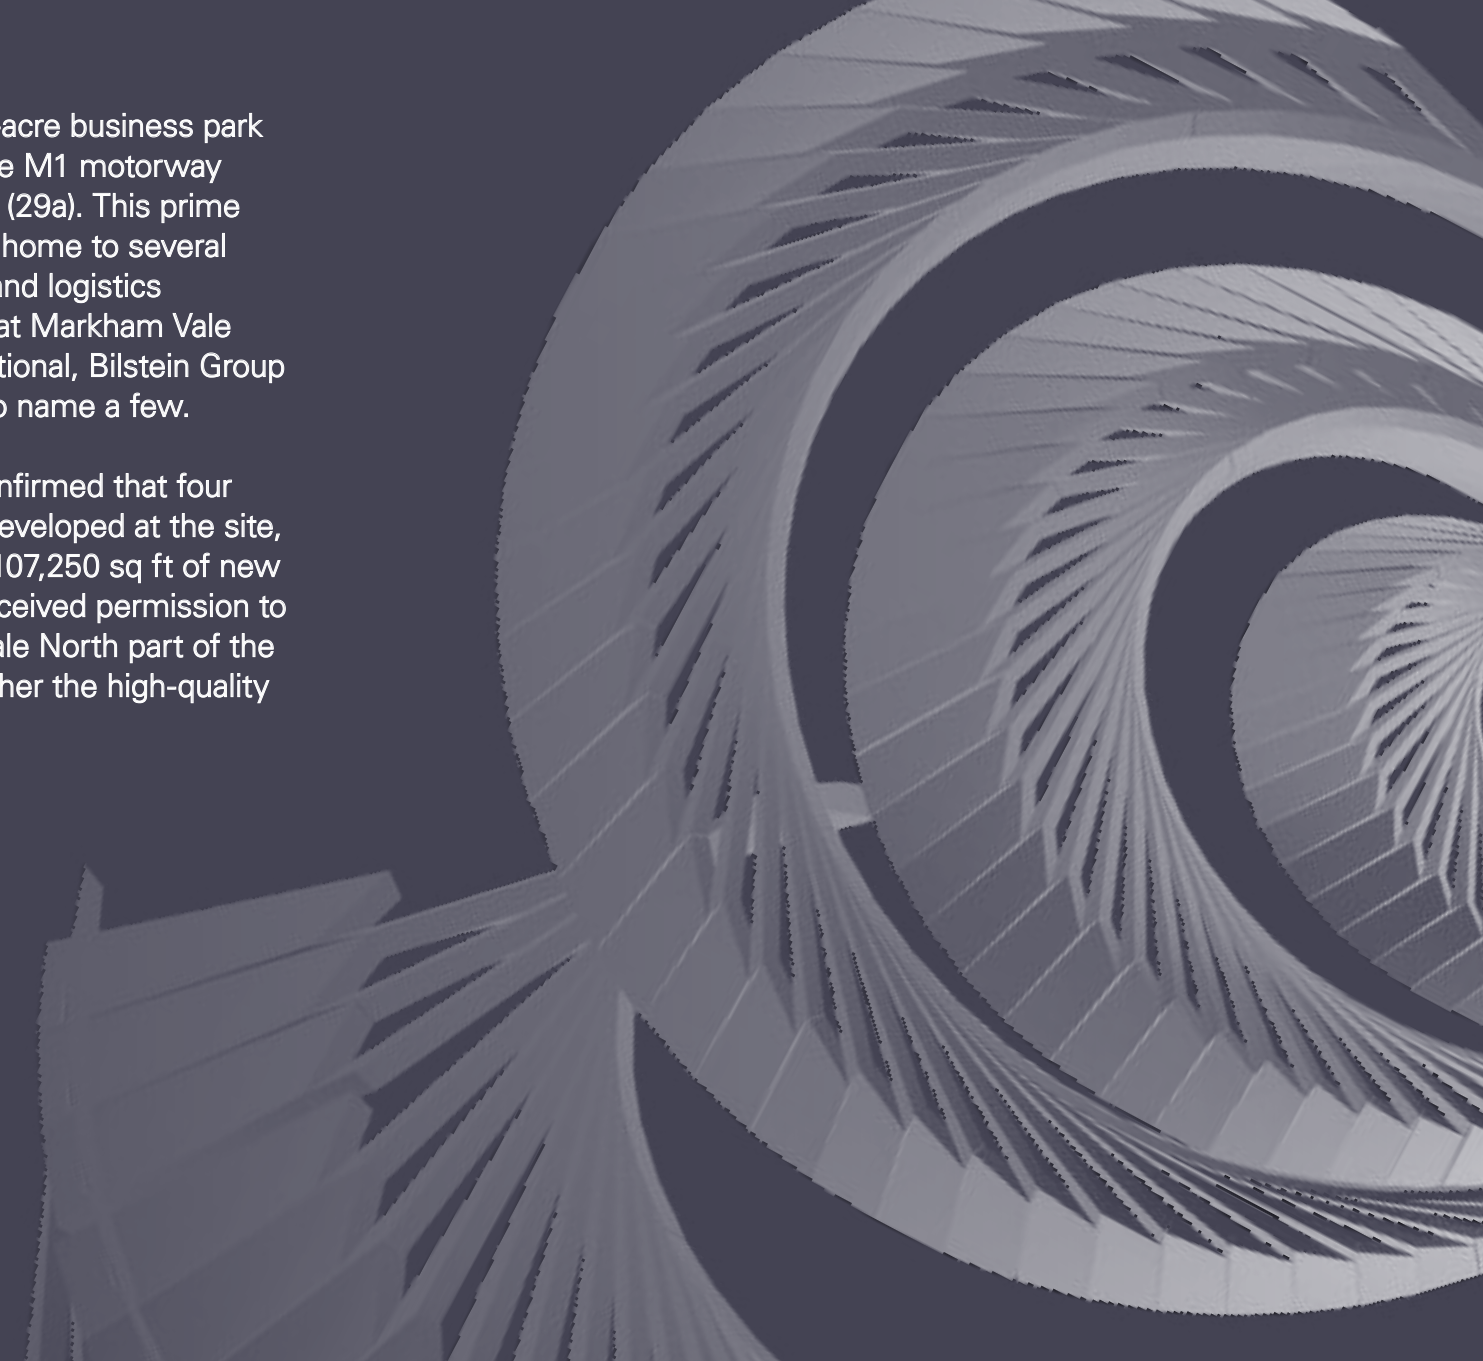 acre business park
e M1 motorway
(29a). This prime
home to several
and logistics
at Markham Vale
tional, Bilstein Group
o name a few.
nfirmed that four
eveloped at the site,
107,250 sq ft of new
ceived permission to
ale North part of the
her the high-quality